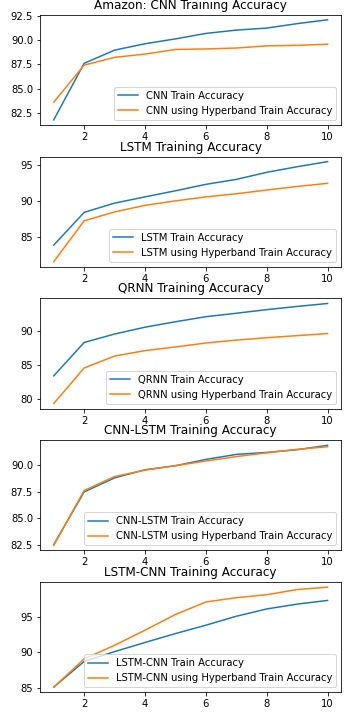 Amazon: CNN Training Accuracy
92.5
90.0
87.5
85.0
82.5
CNN Train Accuracy
CNN using Hyperband Train Accuracy
2 4 6 8 10
LSTM Training Accuracy
95
90
85
LSTM Train Accuracy
LSTM using Hyperband Train Accuracy
2 4 6 8 10
QRNN Training Accuracy
90
85
80
QRNN Train Accuracy
QRNN using Hyperband Train Accuracy
2 4 6 8 10
CNN-LSTM Training Accuracy
90.0
87.5
85.0
82.5
CNN-LSTM Train Accuracy
CNN-LSTM using Hyperband Train Accuracy
2 4 6 8 10
LSTM-CNN Training Accuracy
95
90
85
LSTM-CNN Train Accuracy
LSTM-CNN using Hyperband Train Accuracy
2 4 6 8 10